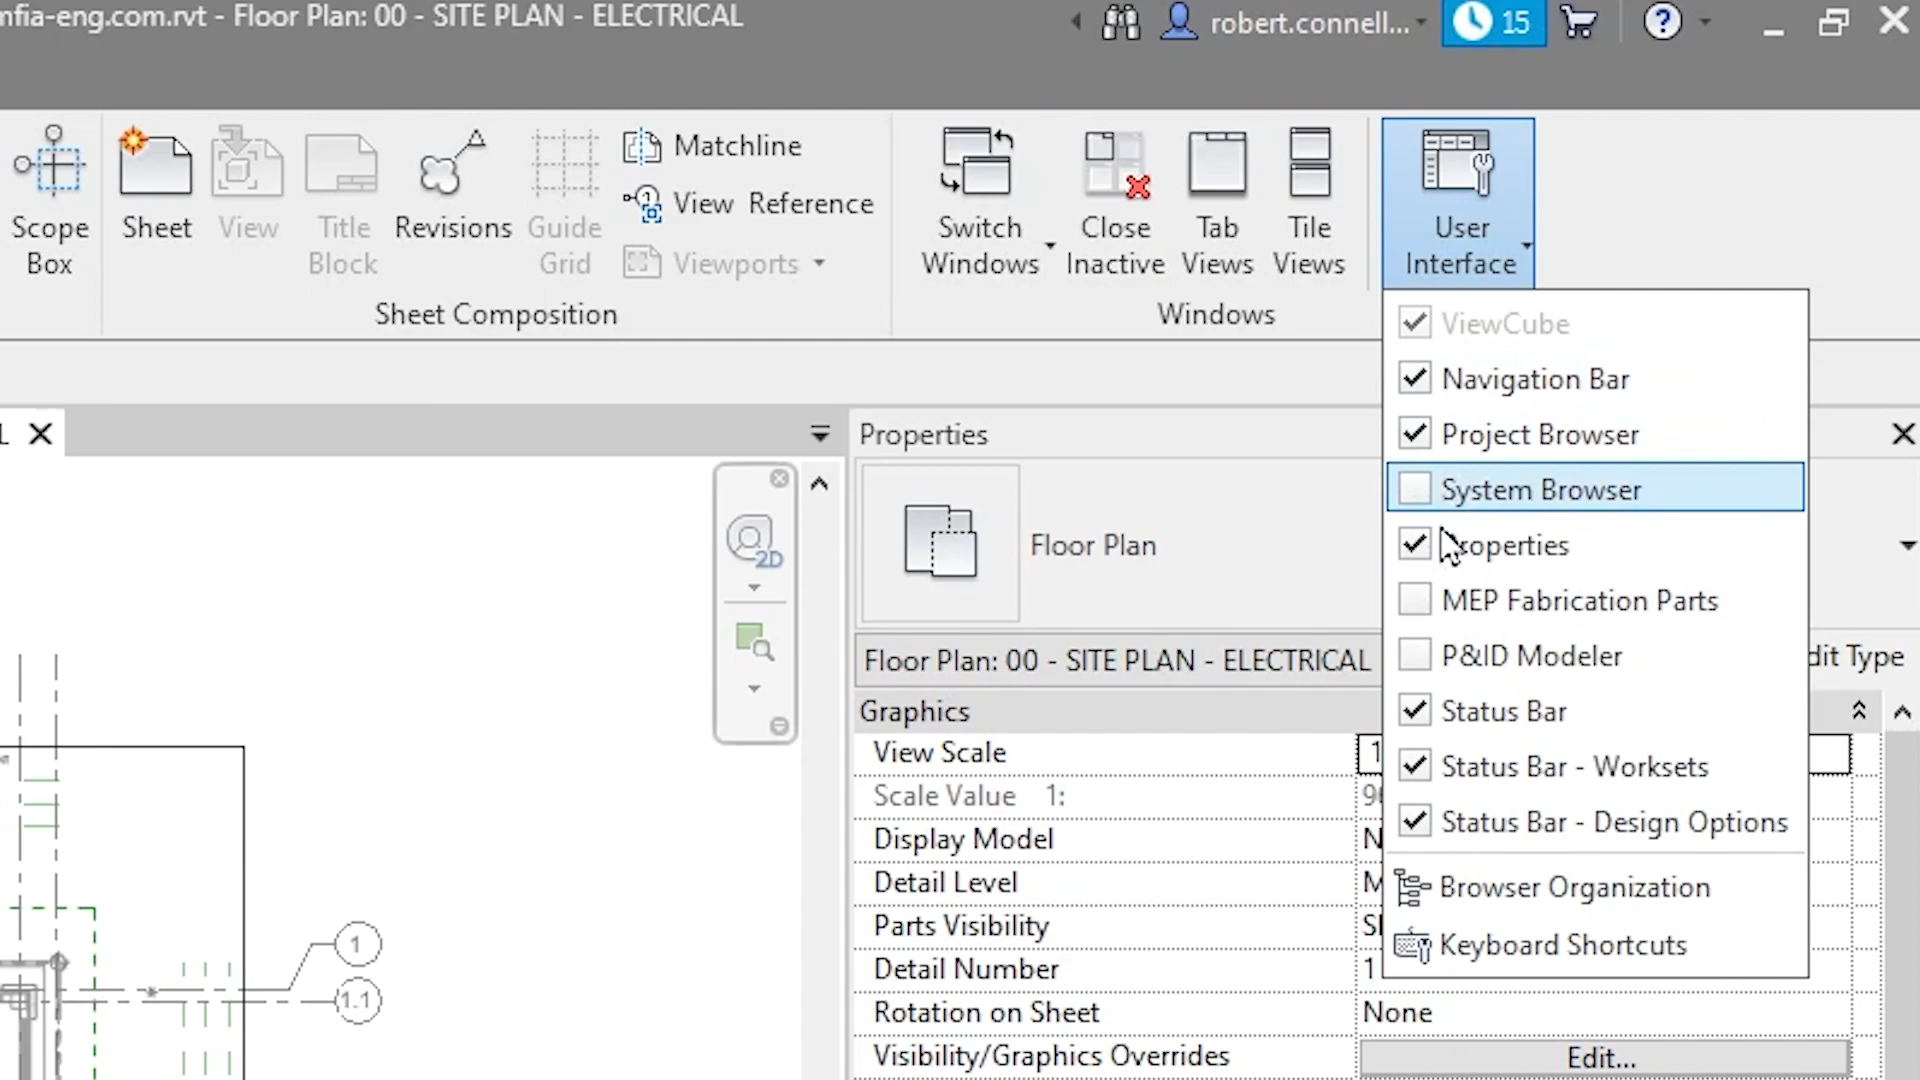 mfia-eng.com.rvt - Floor Plan: 00 - SITE PLAN - ELECTRICAL
robert.connell...
15
?
Scope Box
Sheet
View
Title Block
Revisions
Guide Grid
Matchline
View Reference
Viewports
Sheet Composition
Switch Windows
Close Inactive
Tab Views
Tile Views
Windows
User Interface
ViewCube
Navigation Bar
Project Browser
System Browser
roperties
MEP Fabrication Parts
P&ID Modeler
Status Bar
Status Bar - Worksets
Status Bar - Design Options
Browser Organization
Keyboard Shortcuts
L
2D
1
1.1
Properties
Floor Plan
Floor Plan: 00 - SITE PLAN - ELECTRICAL
dit Type
Graphics
View Scale
1
Scale Value 1:
9
Display Model
N
Detail Level
M
Parts Visibility
S
Detail Number
1
Rotation on Sheet
None
Visibility/Graphics Overrides
Edit...